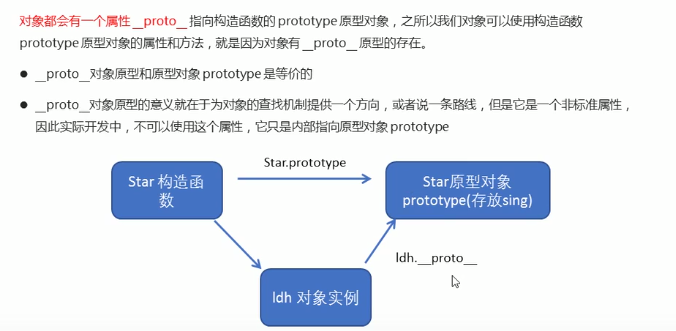 对象都会有一个属性 __proto__ 指向构造函数的 prototype 原型对象，之所以我们对象可以使用构造函数
prototype 原型对象的属性和方法，就是因为对象有 __proto__ 原型的存在。
● __proto__对象原型和原型对象 prototype 是等价的
● __proto__对象原型的意义就在于为对象的查找机制提供一个方向，或者说一条路线，但是它是一个非标准属性，
因此实际开发中，不可以使用这个属性，它只是内部指向原型对象 prototype
Star.prototype
Star 构造函
数
Star原型对象
prototype(存放sing)
ldh.__proto__
ldh 对象实例